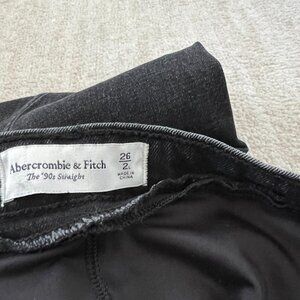 Abercrombie & Fitch
The '90s Straight
26
2
MADE IN
CHINA